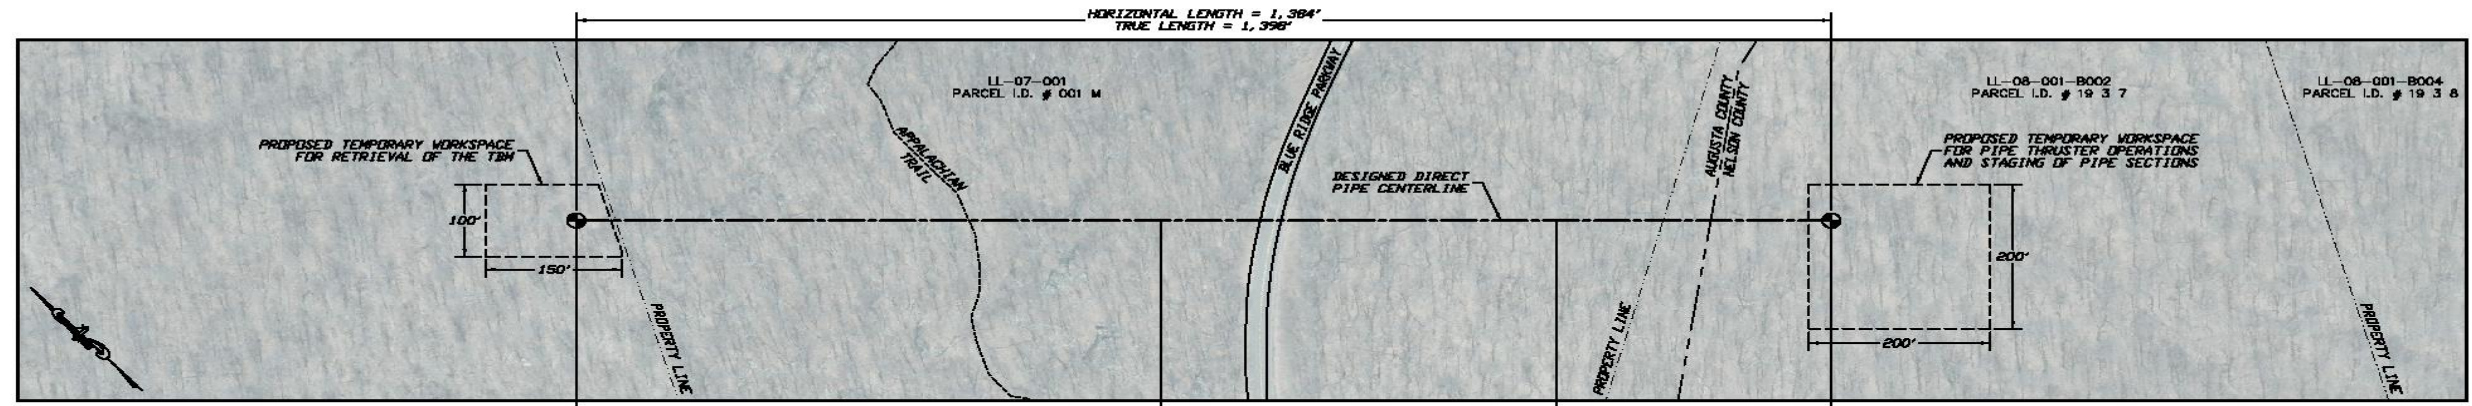 HORIZONTAL LENGTH = 1,384'
TRUE LENGTH = 1,398'
LL-07-001
PARCEL I.D. # 001 M
LL-08-001-B002
PARCEL I.D. # 19 3 7
LL-08-001-B004
PARCEL I.D. # 19 3 8
PROPOSED TEMPORARY WORKSPACE
FOR RETRIEVAL OF THE TBM
APPALACHIAN
TRAIL
BLUE RIDGE PARKWAY
DESIGNED DIRECT
PIPE CENTERLINE
AUGUSTA COUNTY
NELSON COUNTY
PROPOSED TEMPORARY WORKSPACE
FOR PIPE THRUSTER OPERATIONS
AND STAGING OF PIPE SECTIONS
100'
150'
200'
200'
PROPERTY LINE
PROPERTY LINE
PROPERTY LINE